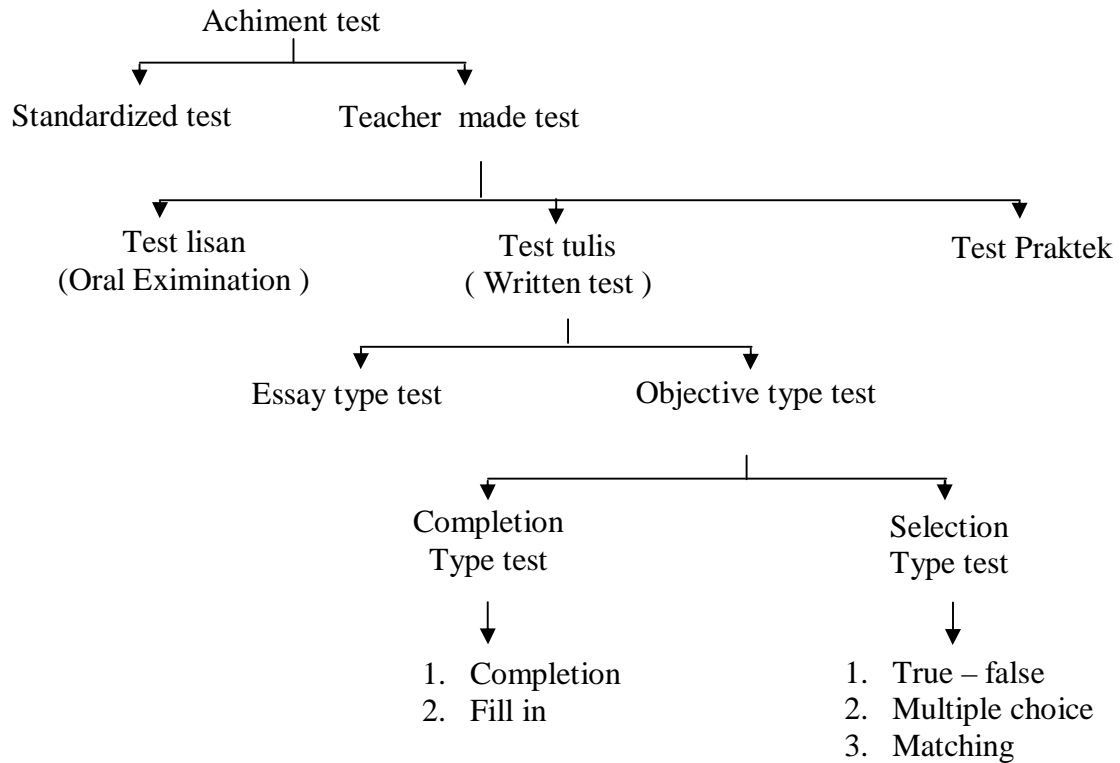 Achiment test
Standardized test
Teacher made test
Test lisan
(Oral Eximination )
Test tulis
( Written test )
Test Praktek
Essay type test
Objective type test
Completion
Type test
Selection
Type test
1. Completion
2. Fill in
1. True – false
2. Multiple choice
3. Matching